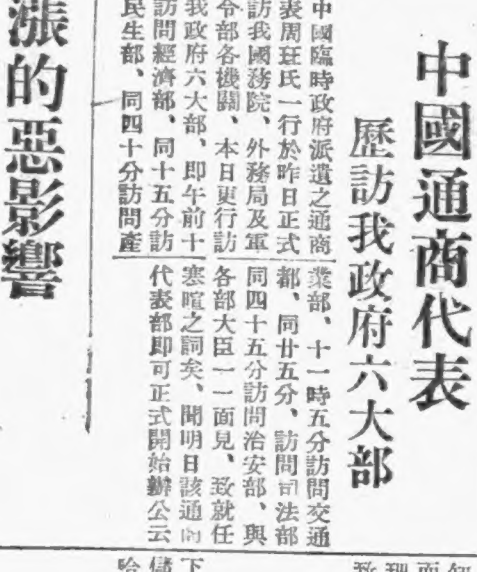 中國通商代表
歷訪我政府六大部
中國臨時政府派遣之通商
表周玨氏一行於昨日正式
訪我國務院、外務局及軍
令部各機關、本日更行訪
我政府六大部、即午前十
訪問經濟部、同十五分訪
民生部、同四十分訪問產
業部、十一時五分訪問交通
都、同廿五分、訪問司法部
同四十五分訪問治安部、與
各部大臣一一面見、致就任
寒喧之詞矣、聞明日該通商
代表部即可正式開始辦公云
漲的惡影響